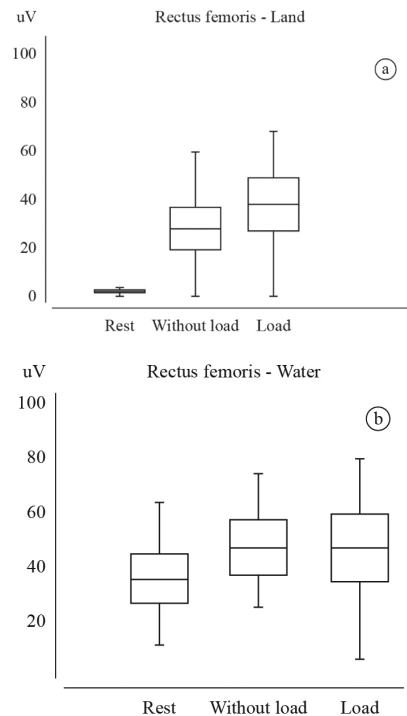 uV Rectus femoris - Land
100
a
80
60
40
20
0
Rest Without load Load
uV Rectus femoris - Water
100
b
80
60
40
20
Rest Without load Load